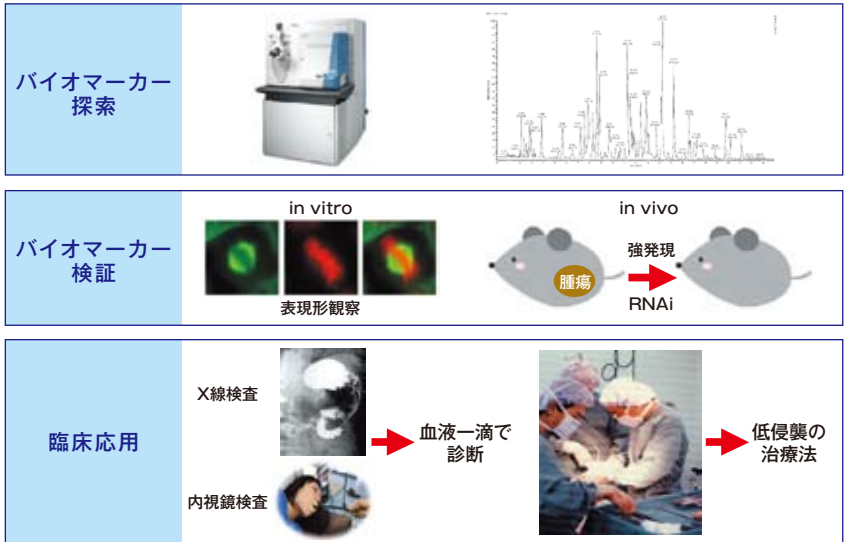 バイオマーカー
探索
バイオマーカー
検証
in vitro
表現形観察
in vivo
腫瘍
強発現
RNAi
臨床応用
X線検査
内視鏡検査
血液一滴で
診断
低侵襲の
治療法